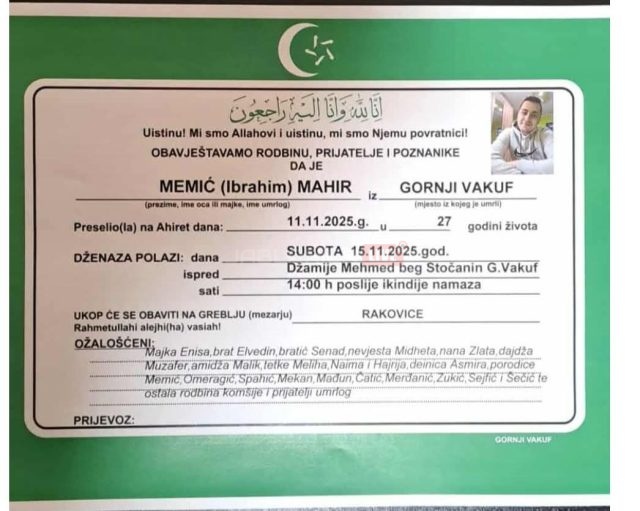 إِنَّا لِلَّٰهِ وَإِنَّا إِلَيْهِ رَاجِعُونَ
Uistinu! Mi smo Allahovi i uistinu, mi smo Njemu povratnici!
OBAVJEŠTAVAMO RODBINU, PRIJATELJE I POZNANIKE
DA JE
MEMIĆ (Ibrahim) MAHIR iz GORNJI VAKUF
(prezime, ime oca ili majke, ime umrlog) (mjesto iz kojeg je umrli)
Preselio(la) na Ahiret dana: 11.11.2025.g. u 27 godini života
DŽENAZA POLAZI: dana SUBOTA 15.11.2025.god.
ispred Džamije Mehmed beg Stočanin G.Vakuf
sati 14:00 h poslije ikindije namaza
UKOP ĆE SE OBAVITI NA GREBLJU (mezarju) RAKOVICE
Rahmetullahi alejhi(ha) vasiah!
OŽALOŠĆENI:
Majka Enisa,brat Elvedin,bratić Senad,nevjesta Midheta,nana Zlata,dajdža
Muzafer,amidža Malik,tetke Meliha,Naima i Hajrija,deinica Asmira,porodice
Memić,Omeragić,Spahić,Mekan,Mađun,Čatić,Merdanić,Zukić,Sejfić i Šečić te
ostala rodbina komšije i prijatelji umrlog
PRIJEVOZ:
GORNJI VAKUF